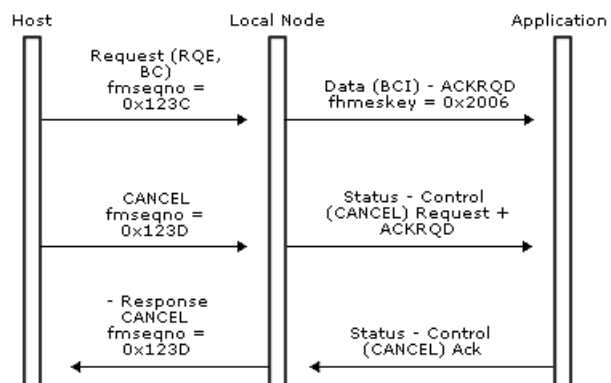 Host
Local Node
Application
Request (RQE,
BC)
fmseqno =
0x123C
Data (BCI) - ACKRQD
fhmeskey = 0x2006
CANCEL
fmseqno =
0x123D
Status - Control
(CANCEL) Request +
ACKRQD
- Response
CANCEL
fmseqno =
0x123D
Status - Control
(CANCEL) Ack